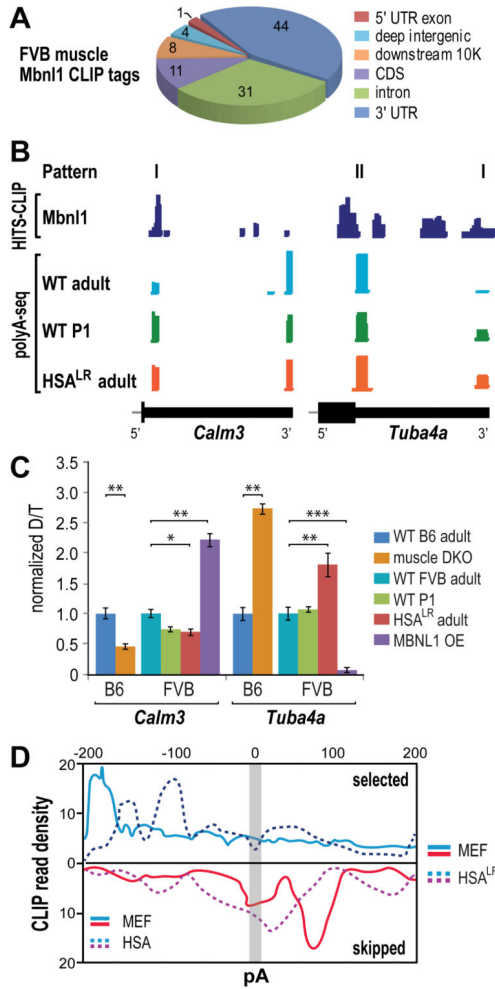 A
FVB muscle
Mbnl1 CLIP tags
1
4
8
11
31
44
5' UTR exon
deep intergenic
downstream 10K
CDS
intron
3' UTR
B
Pattern
I
II
I
HITS-CLIP
Mbnl1
polyA-seq
WT adult
WT P1
HSA^LR adult
5'
3'
5'
3'
Calm3
Tuba4a
C
normalized D/T
3.5
3.0
2.5
2.0
1.5
1.0
0.5
0
**
**
*
**
***
**
WT B6 adult
muscle DKO
WT FVB adult
WT P1
HSA^LR adult
MBNL1 OE
B6
FVB
B6
FVB
Calm3
Tuba4a
D
-200
-100
0
100
200
20
10
0
10
20
CLIP read density
selected
skipped
MEF
HSA
MEF
HSA^LR
pA